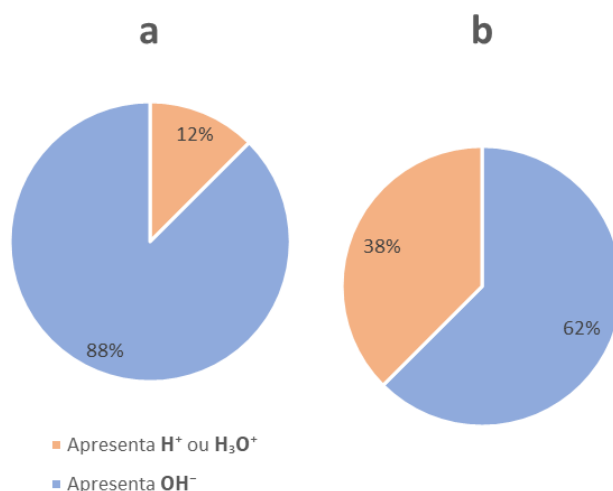 a
b
12%
38%
62%
88%
Apresenta H⁺ ou H₃O⁺
Apresenta OH⁻